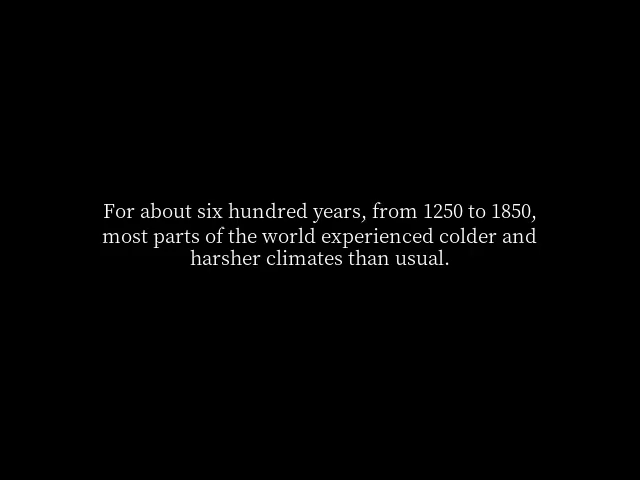 For about six hundred years, from 1250 to 1850,
most parts of the world experienced colder and
harsher climates than usual.